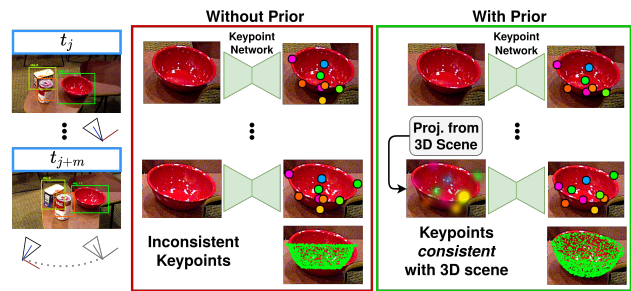 Without Prior
With Prior
t_j
Keypoint
Network
Keypoint
Network
Proj. from
3D Scene
t_{j+m}
Inconsistent
Keypoints
Keypoints
consistent
with 3D scene